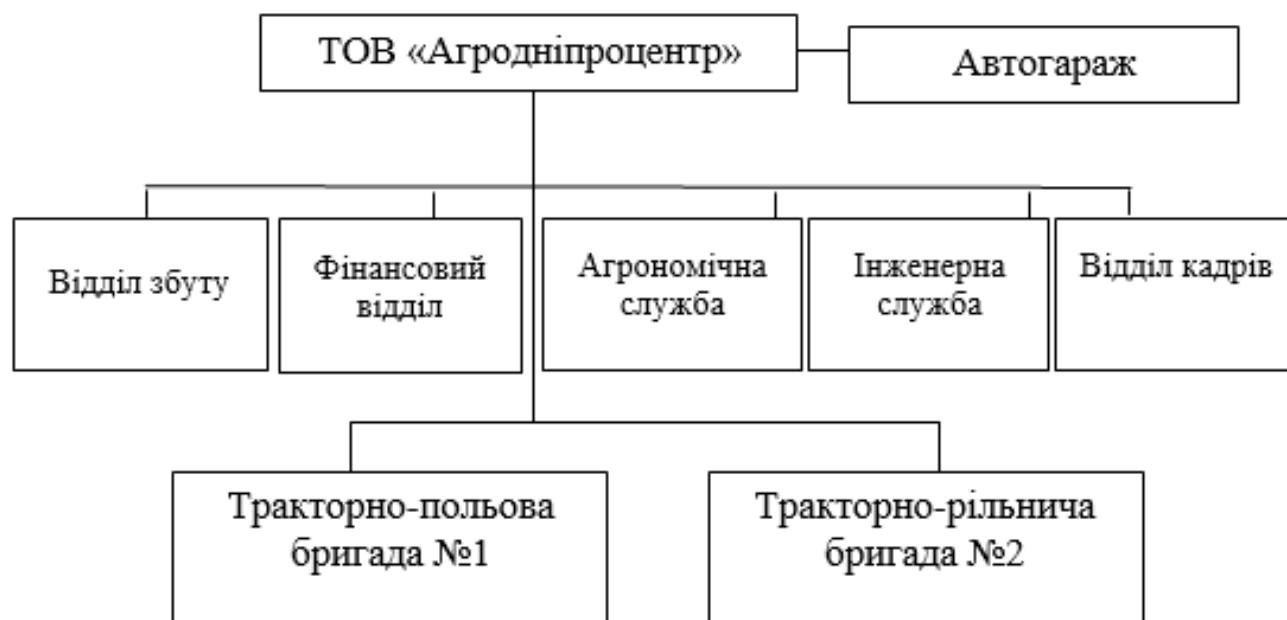 ТОВ «Агродніпроцентр»
Автогараж
Відділ збуту
Фінансовий
відділ
Агрономічна
служба
Інженерна
служба
Відділ кадрів
Тракторно-польова
бригада №1
Тракторно-рільнича
бригада №2